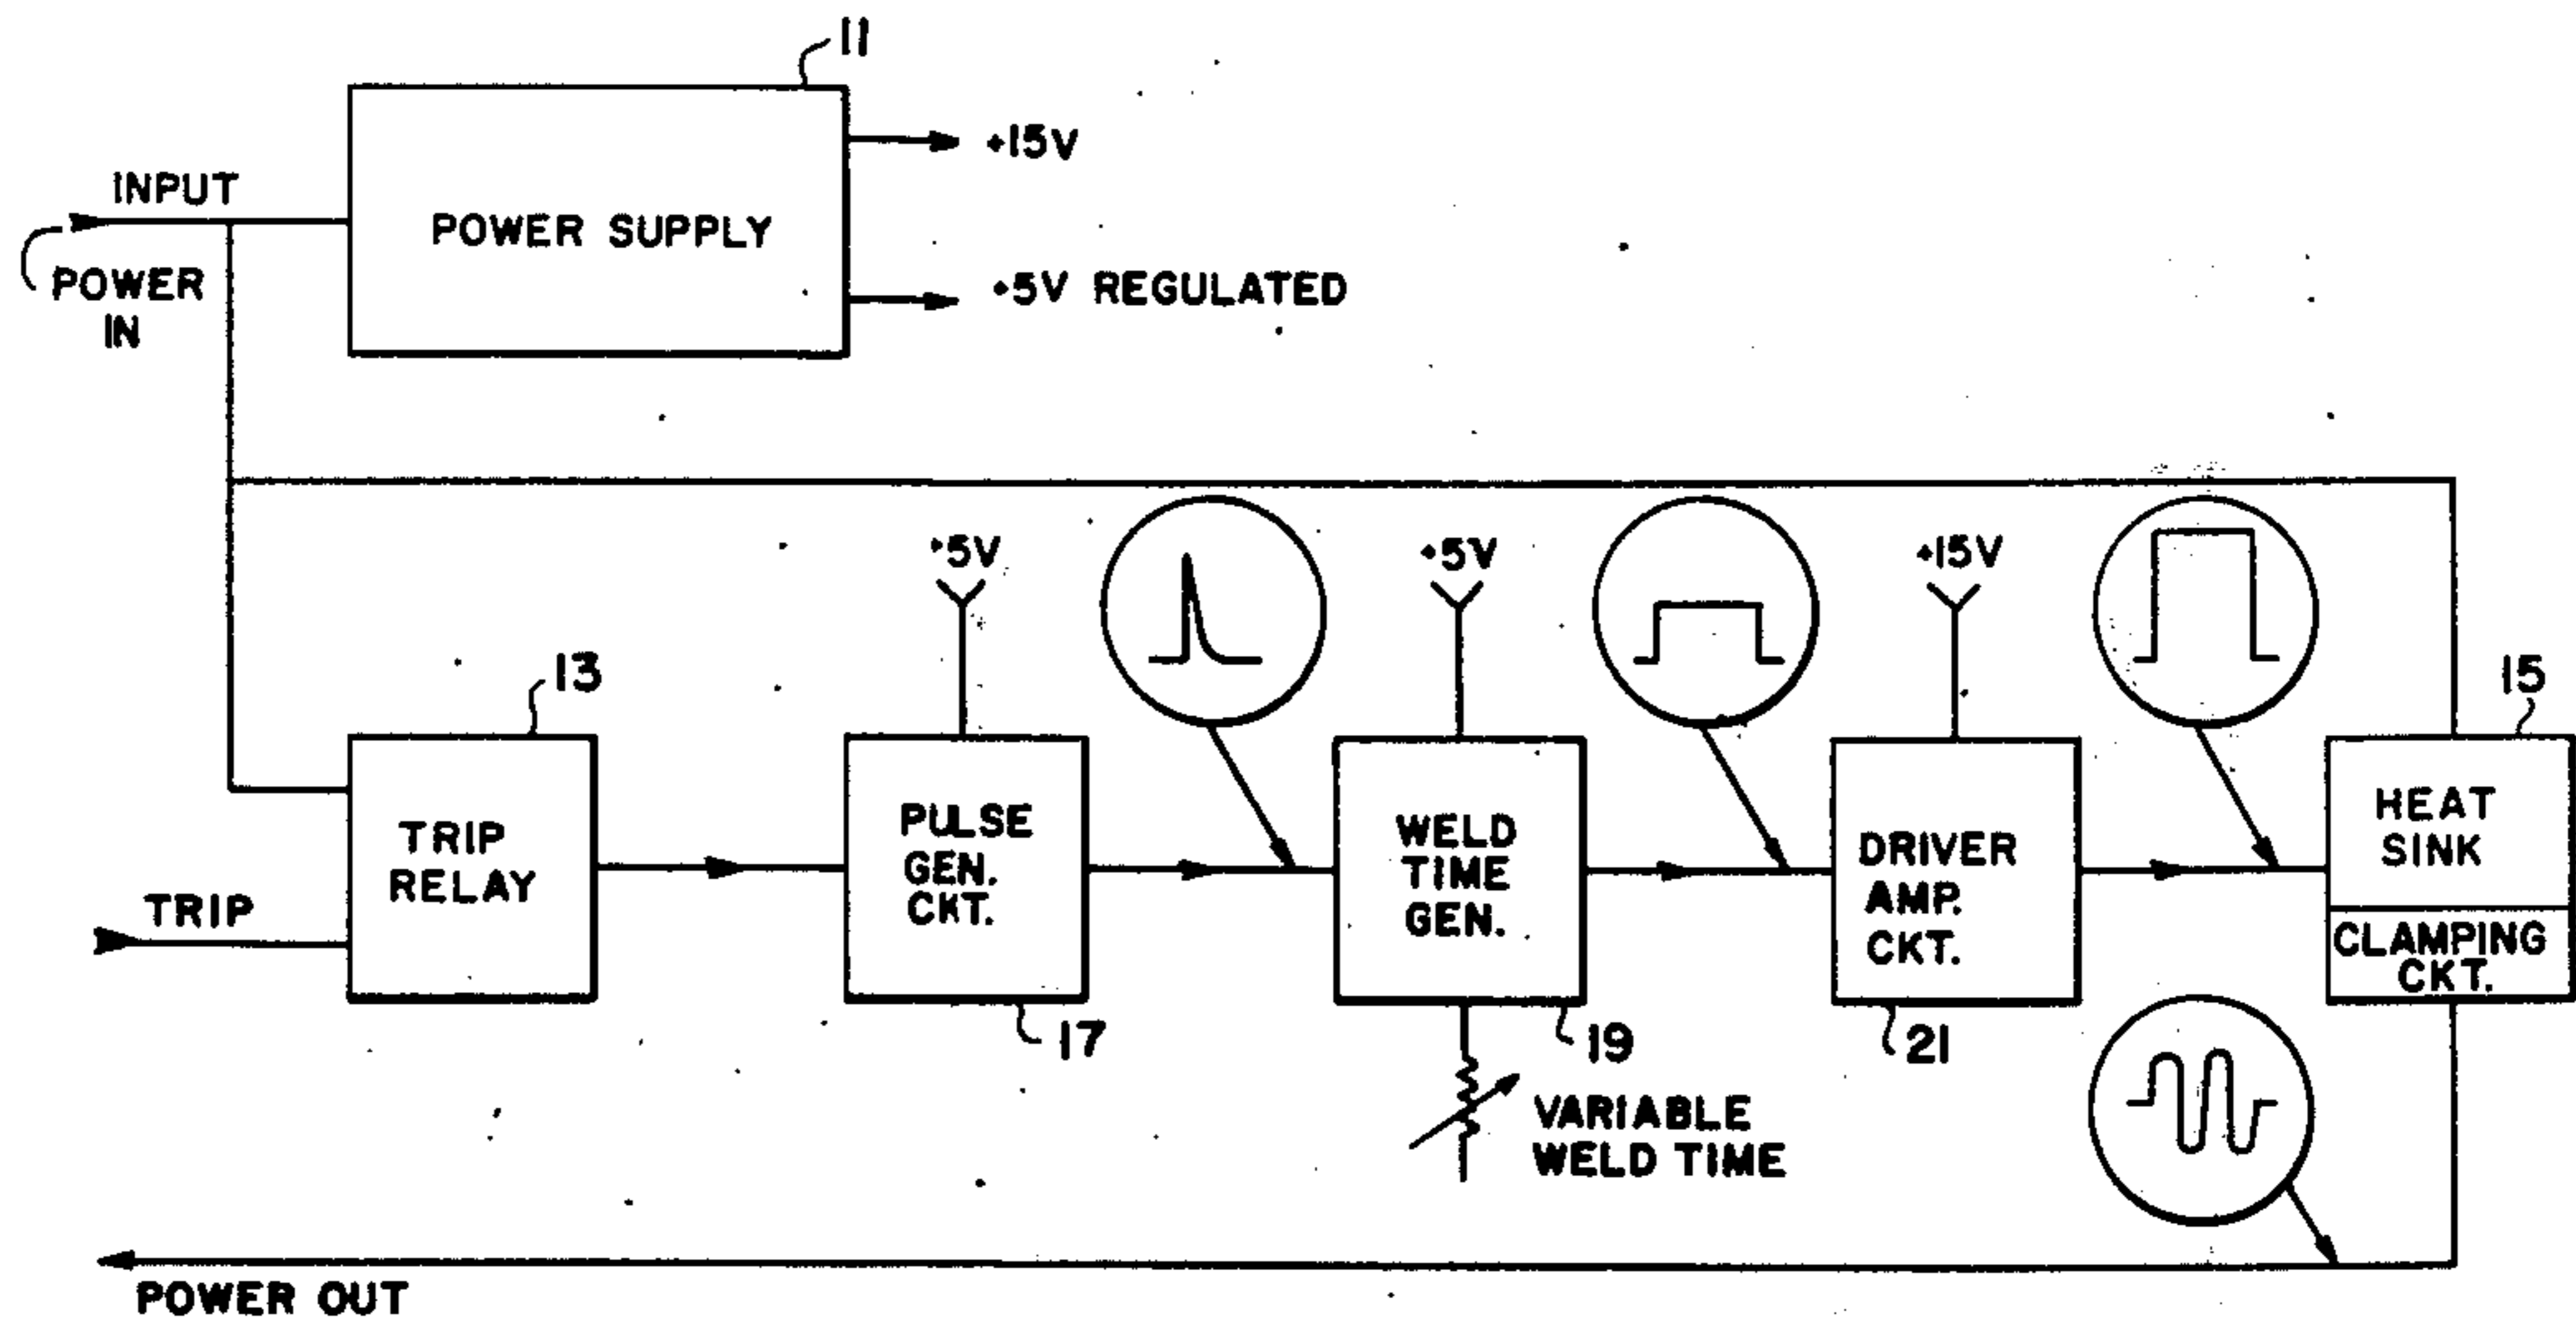 11
+15V
INPUT
POWER SUPPLY
POWER
IN
+5V REGULATED
+5V
+5V
+15V
13
15
TRIP
RELAY
PULSE
GEN.
CKT.
WELD
TIME
GEN.
DRIVER
AMP.
CKT.
HEAT
SINK
CLAMPING
CKT.
TRIP
17
19
21
VARIABLE
WELD TIME
POWER OUT